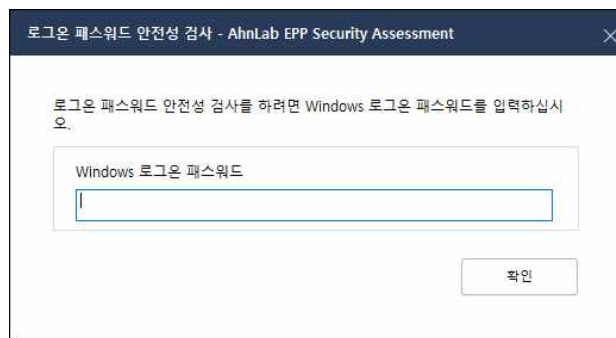 로그온 패스워드 안전성 검사 - AhnLab EPP Security Assessment
로그온 패스워드 안전성 검사를 하려면 Windows 로그온 패스워드를 입력하십시
오.
Windows 로그온 패스워드
확인